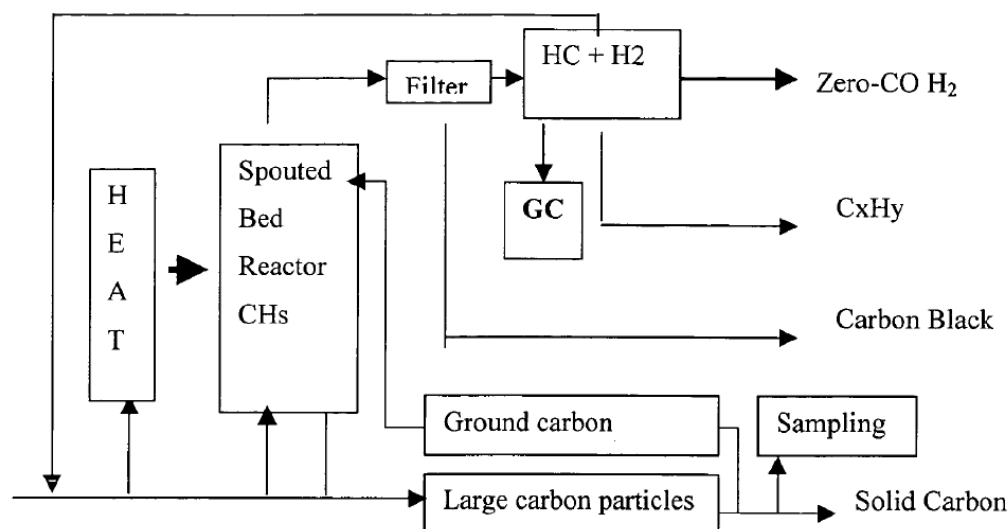 HC + H2
Filter
Zero-CO H₂
H
E
A
T
Spouted
Bed
Reactor
CHs
GC
CxHy
Carbon Black
Ground carbon
Sampling
Large carbon particles
Solid Carbon